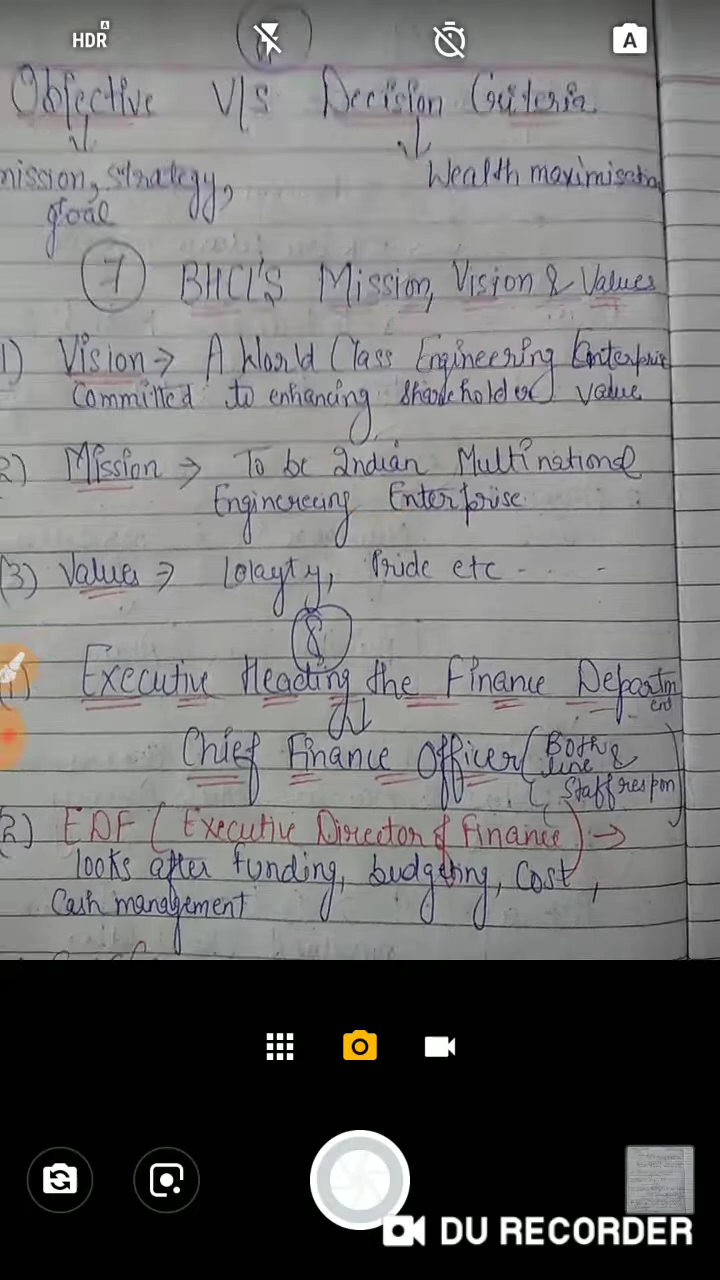 HDR A
A
Objective V/s Decision Criteria
mission, strategy, Wealth maximisation
goal
7 BHEL'S Mission, Vision & Values
1) Vision → A World Class Engineering Enterprise
Committed to enhancing Shareholder Value
2) Mission → To be Indian Multinational
Engineering Enterprise
(3) Values → Lolayty, Pride etc - - - -
8
1) Executive Heading the Finance Department
Chief Finance Officer (Both line & Staff respon)
2) EDF (Executive Director of Finance) →
looks after funding, budgeting, Cost,
Cash management
DU RECORDER